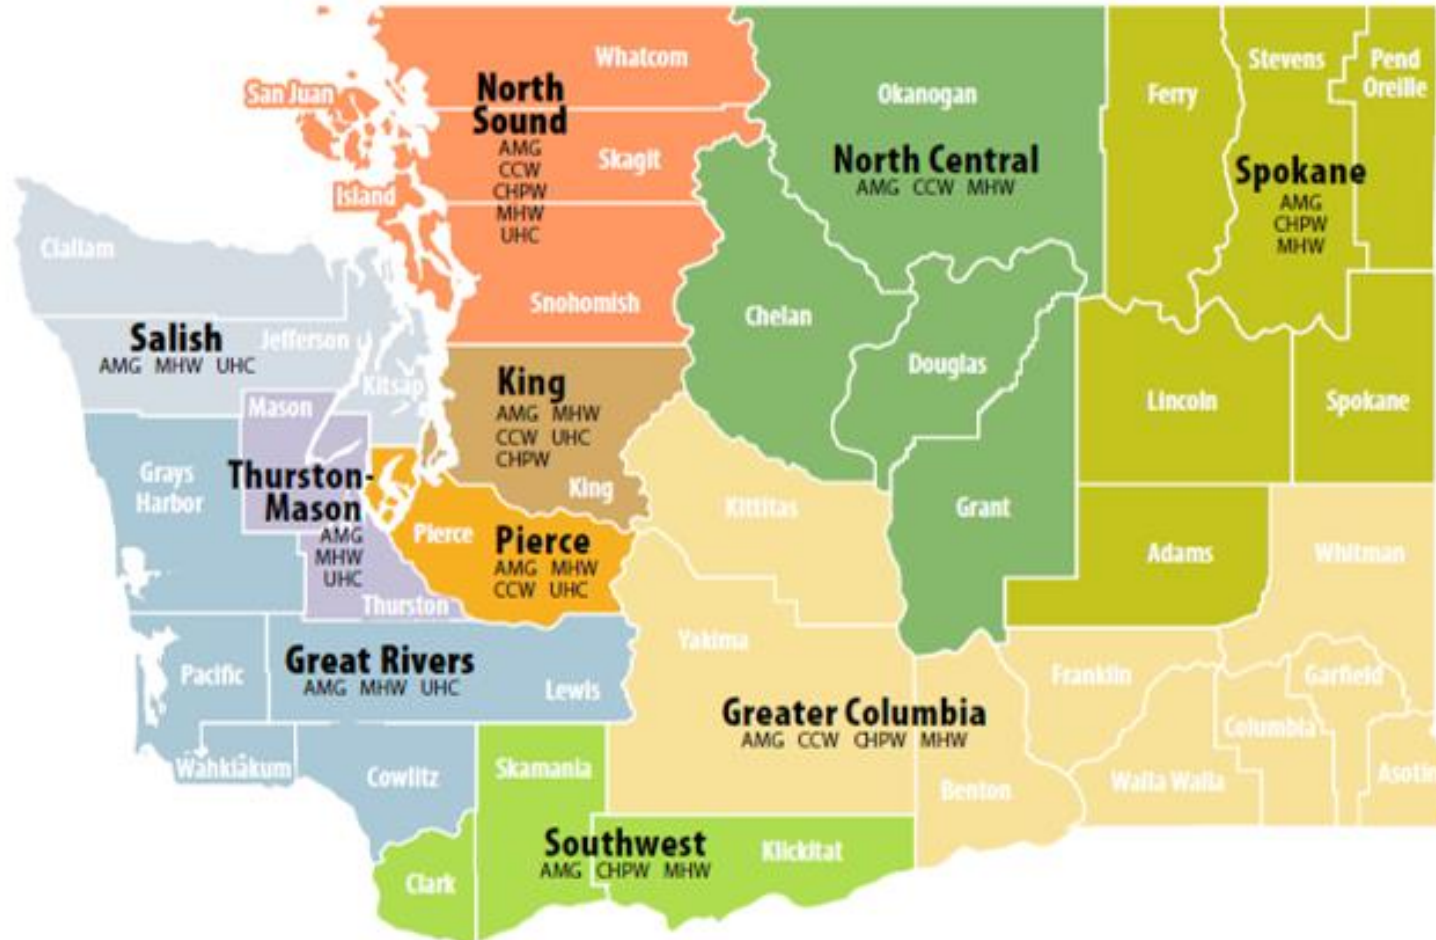 Whatcom
North
Sound
AMG
CCW
CHPW
MHW
UHC
San Juan
Skagit
Island
Snohomish
Okanogan
North Central
AMG CCW MHW
Chelan
Douglas
Grant
Ferry
Stevens
Pend
Oreille
Spokane
AMG
CHPW
MHW
Lincoln
Spokane
Adams
Clallam
Salish
AMG MHW UHC
Jefferson
Kitsap
King
AMG MHW
CCW UHC
CHPW
King
Mason
Thurston-
Mason
AMG
MHW
UHC
Thurston
Pierce
Pierce
AMG MHW
CCW UHC
Grays
Harbor
Great Rivers
AMG MHW UHC
Pacific
Lewis
Wahkiakum
Cowlitz
Kittitas
Yakima
Greater Columbia
AMG CCW CHPW MHW
Benton
Franklin
Walla Walla
Columbia
Garfield
Whitman
Asotin
Skamania
Southwest
AMG CHPW MHW
Klickitat
Clark